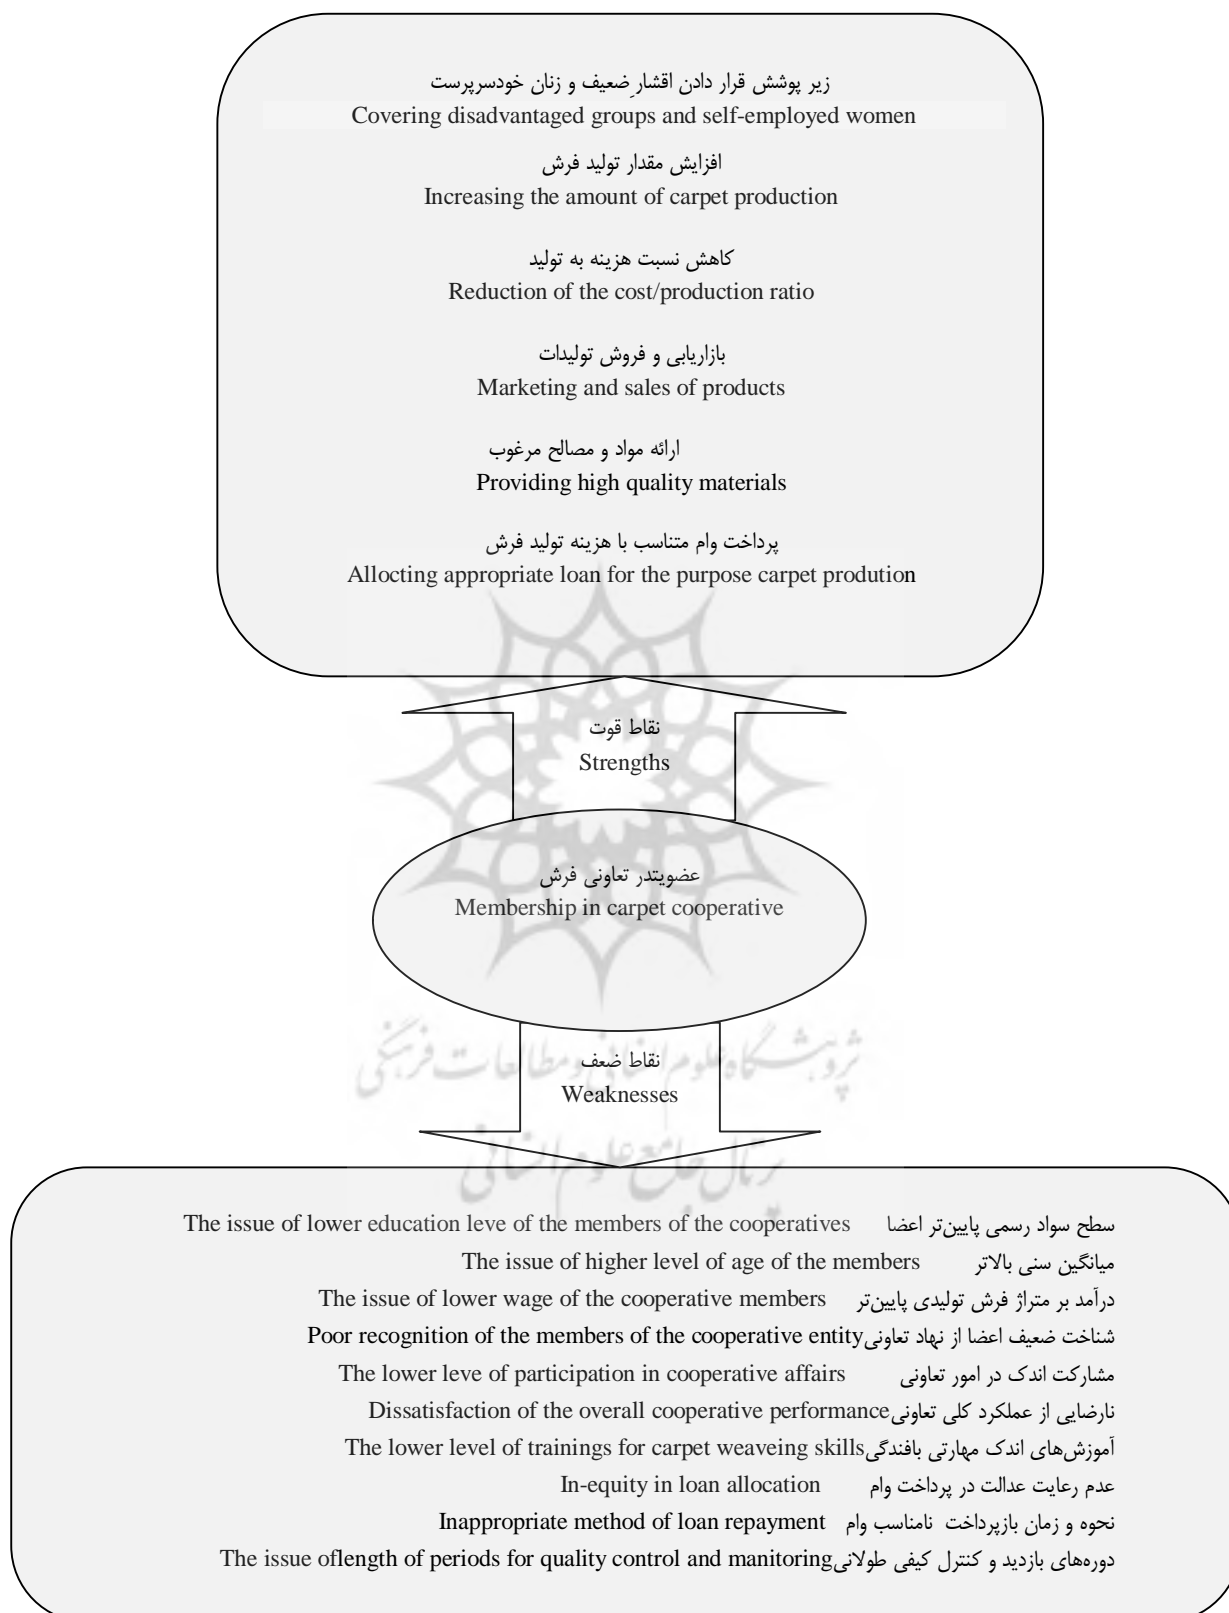 زیر پوشش قرار دادن اقشارِ ضعیف و زنان خودسرپرست
Covering disadvantaged groups and self-employed women
افزایش مقدار تولید فرش
Increasing the amount of carpet production
کاهش نسبت هزینه به تولید
Reduction of the cost/production ratio
بازاریابی و فروش تولیدات
Marketing and sales of products
ارائه مواد و مصالح مرغوب
Providing high quality materials
پرداخت وام متناسب با هزینه تولید فرش
Allocting appropriate loan for the purpose carpet prodution
نقاط قوت
Strengths
عضویتدر تعاونی فرش
Membership in carpet cooperative
پژوهشگاه علوم انسانی و مطالعات فرهنگی
نقاط ضعف
Weaknesses
پرتال جامع علوم انسانی
سطح سواد رسمی پایین‌تر اعضا The issue of lower education leve of the members of the cooperatives
میانگین سنی بالاتر The issue of higher level of age of the members
درآمد بر متراژ فرش تولیدی پایین‌تر The issue of lower wage of the cooperative members
شناخت ضعیف اعضا از نهاد تعاونی Poor recognition of the members of the cooperative entity
مشارکت اندک در امور تعاونی The lower leve of participation in cooperative affairs
نارضایی از عملکرد کلی تعاونی Dissatisfaction of the overall cooperative performance
آموزش‌های اندک مهارتی بافندگی The lower level of trainings for carpet weaveing skills
عدم رعایت عدالت در پرداخت وام In-equity in loan allocation
نحوه و زمان بازپرداخت نامناسب وام Inappropriate method of loan repayment
دوره‌های بازدید و کنترل کیفی طولانی The issue oflength of periods for quality control and manitoring